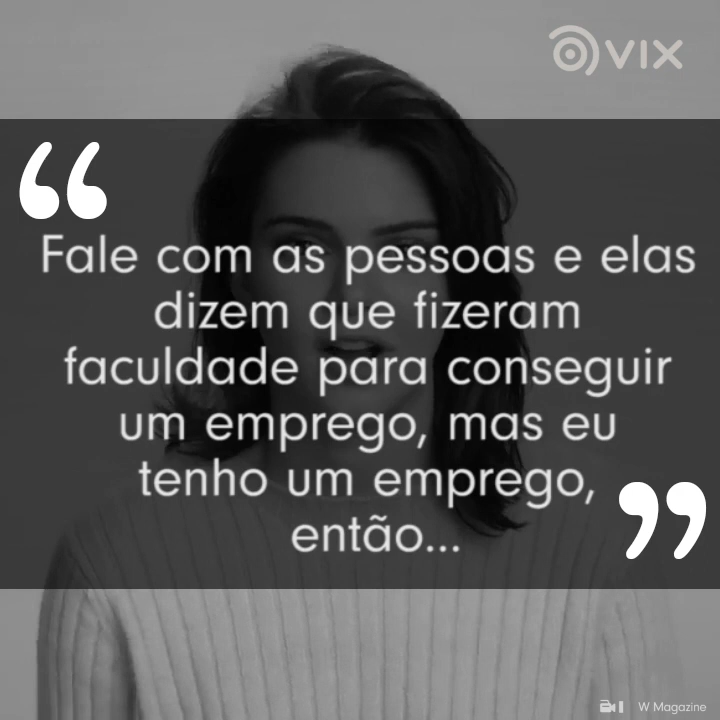 VIX
“
Fale com as pessoas e elas
dizem que fizeram
faculdade para conseguir
um emprego, mas eu
tenho um emprego,
então...
”
W Magazine